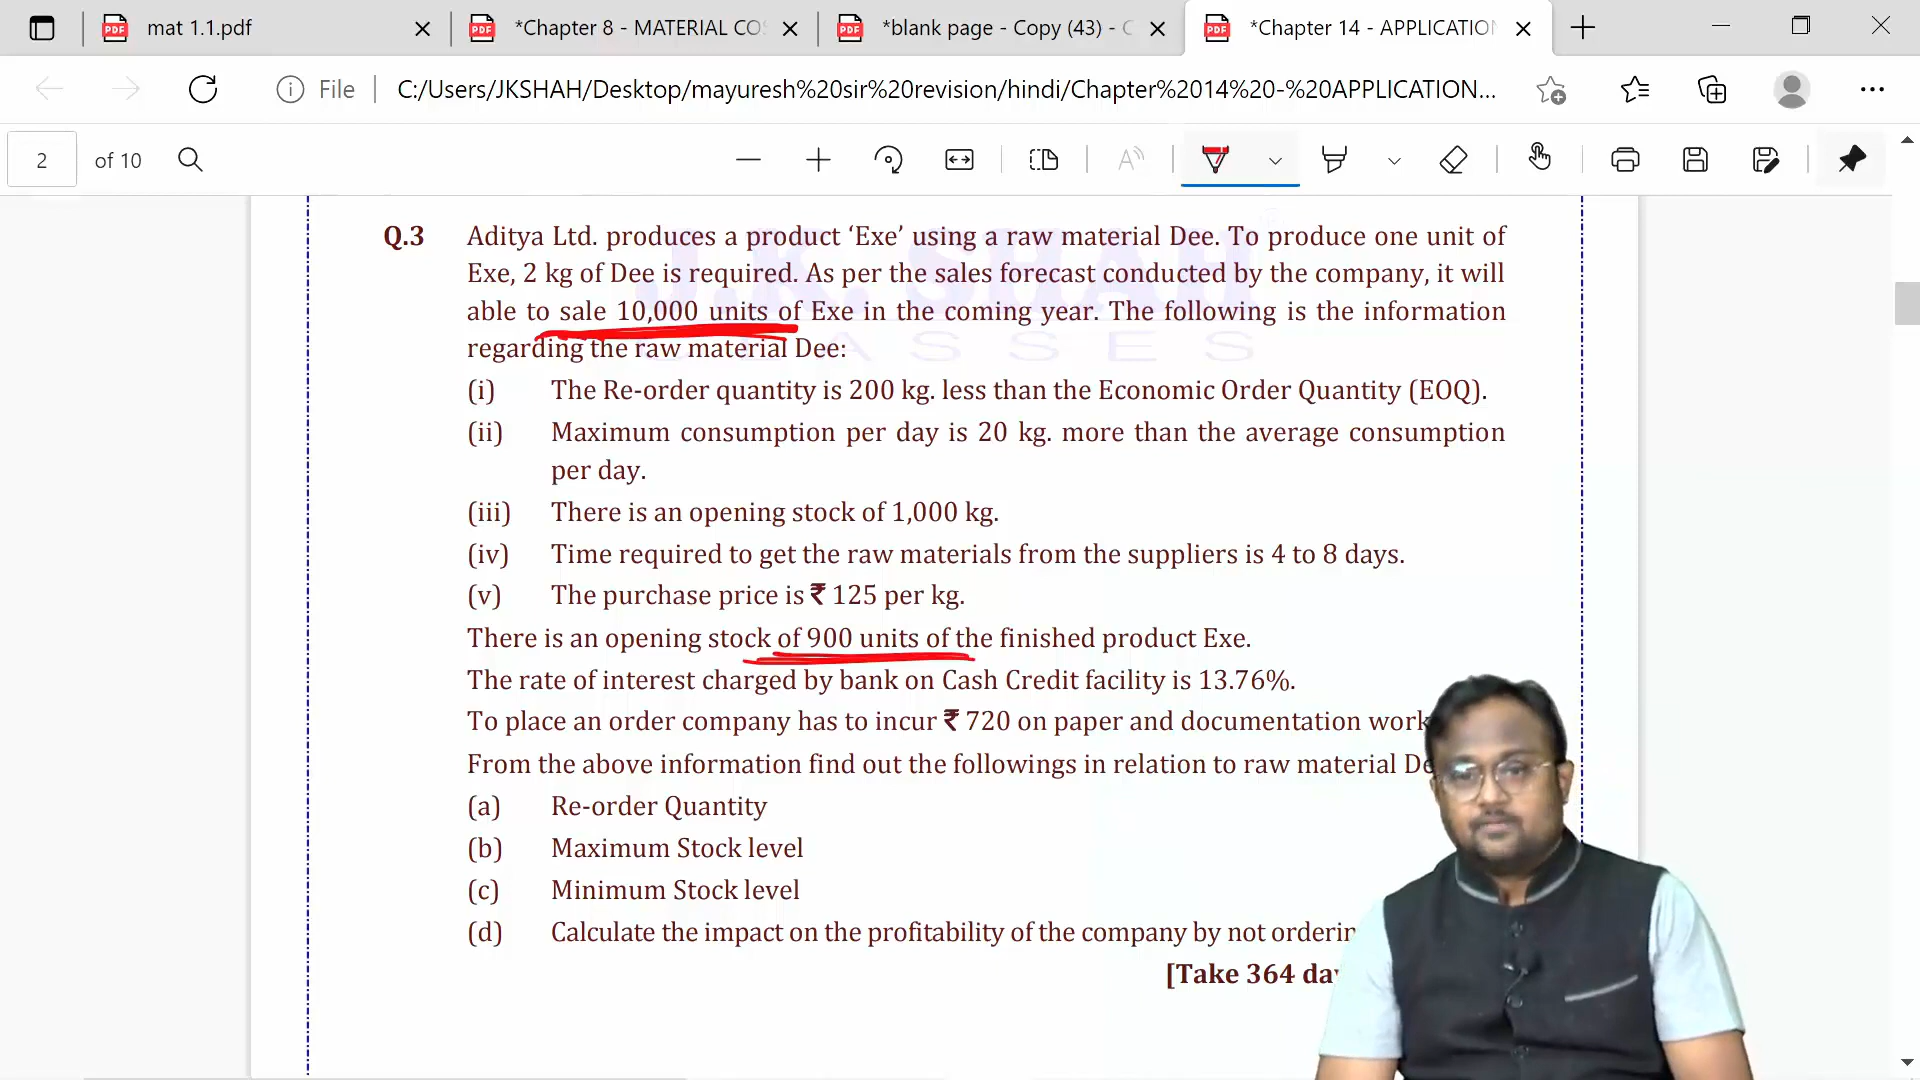 mat 1.1.pdf
*Chapter 8 - MATERIAL COS
*blank page - Copy (43) - C
*Chapter 14 - APPLICATION
File
C:/Users/JKSHAH/Desktop/mayuresh%20sir%20revision/hindi/Chapter%2014%20-%20APPLICATION...
2
of 10
J.K. SHAH
CLASSES
Q.3 Aditya Ltd. produces a product ‘Exe’ using a raw material Dee. To produce one unit of
Exe, 2 kg of Dee is required. As per the sales forecast conducted by the company, it will
able to sale 10,000 units of Exe in the coming year. The following is the information
regarding the raw material Dee:
(i) The Re-order quantity is 200 kg. less than the Economic Order Quantity (EOQ).
(ii) Maximum consumption per day is 20 kg. more than the average consumption
per day.
(iii) There is an opening stock of 1,000 kg.
(iv) Time required to get the raw materials from the suppliers is 4 to 8 days.
(v) The purchase price is ₹ 125 per kg.
There is an opening stock of 900 units of the finished product Exe.
The rate of interest charged by bank on Cash Credit facility is 13.76%.
To place an order company has to incur ₹ 720 on paper and documentation work
From the above information find out the followings in relation to raw material De
(a) Re-order Quantity
(b) Maximum Stock level
(c) Minimum Stock level
(d) Calculate the impact on the profitability of the company by not orderin
[Take 364 da